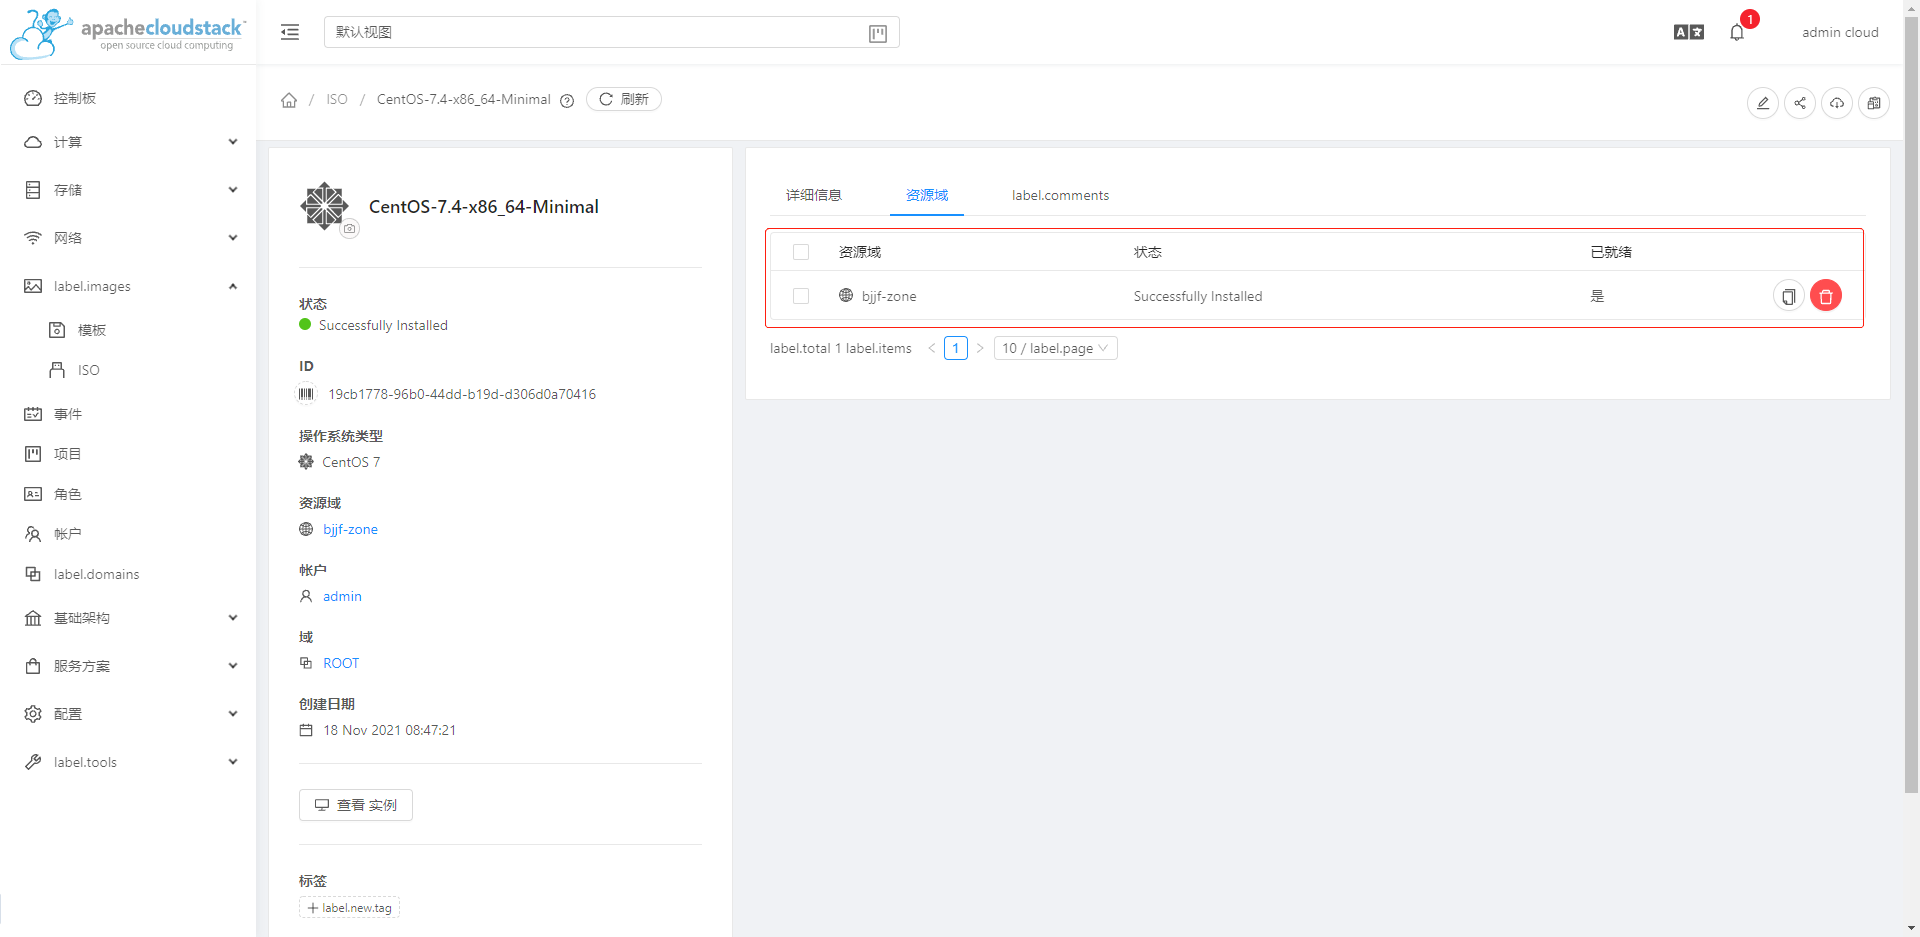 apachecloudstack™
open source cloud computing
默认视图
1
admin cloud
控制板
计算
存储
网络
label.images
模板
ISO
事件
项目
角色
帐户
label.domains
基础架构
服务方案
配置
label.tools
/ ISO / CentOS-7.4-x86_64-Minimal 刷新
CentOS-7.4-x86_64-Minimal
状态
Successfully Installed
ID
19cb1778-96b0-44dd-b19d-d306d0a70416
操作系统类型
CentOS 7
资源域
bjjf-zone
帐户
admin
域
ROOT
创建日期
18 Nov 2021 08:47:21
查看 实例
标签
+ label.new.tag
详细信息 资源域 label.comments
资源域 状态 已就绪
bjjf-zone Successfully Installed 是
label.total 1 label.items < 1 > 10 / label.page